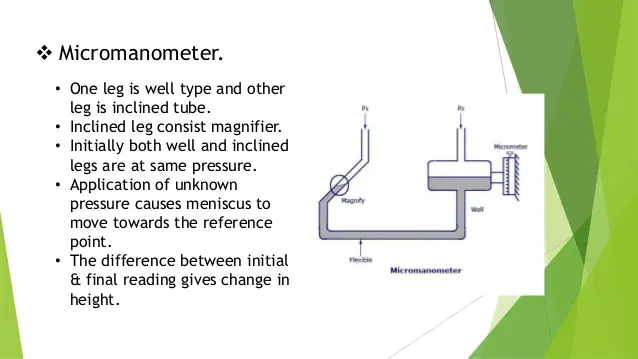 ❖ Micromanometer.
• One leg is well type and other
leg is inclined tube.
• Inclined leg consist magnifier.
• Initially both well and inclined
legs are at same pressure.
• Application of unknown
pressure causes meniscus to
move towards the reference
point.
• The difference between initial
& final reading gives change in
height.
P1
P2
Micrometer
Magnify
Well
Flexible
Micromanometer